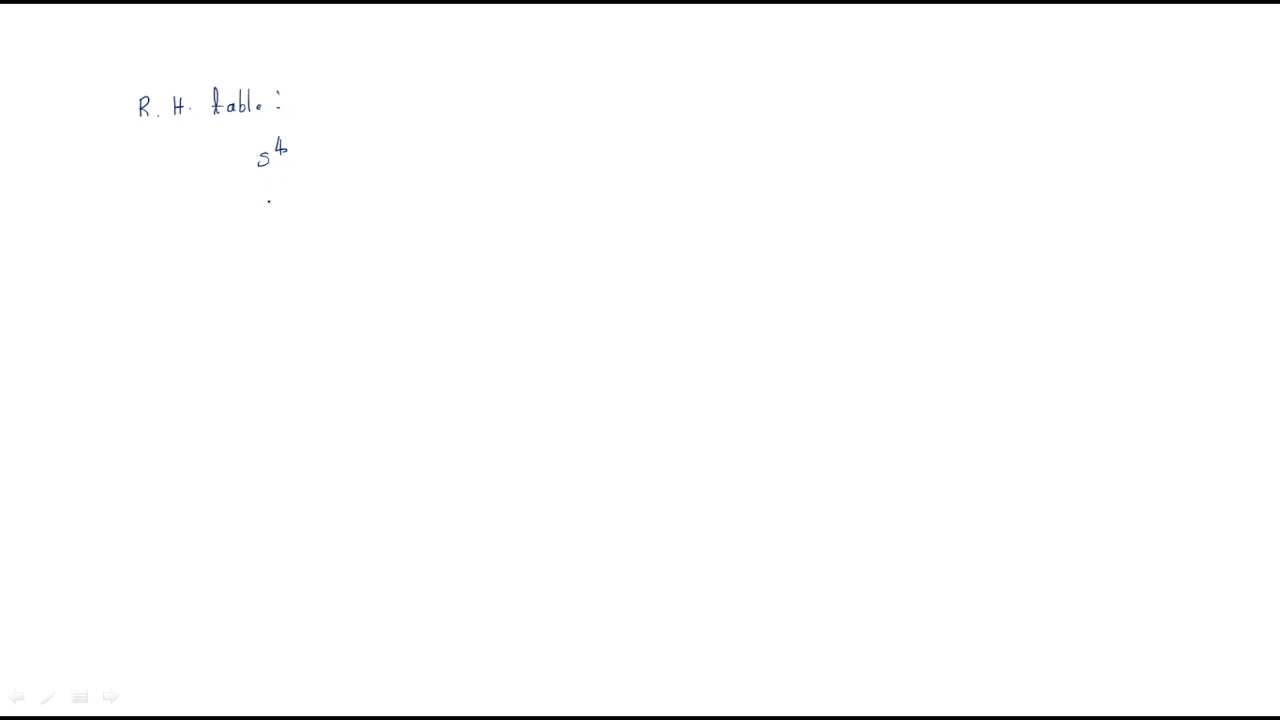 R. H. table :
s⁴